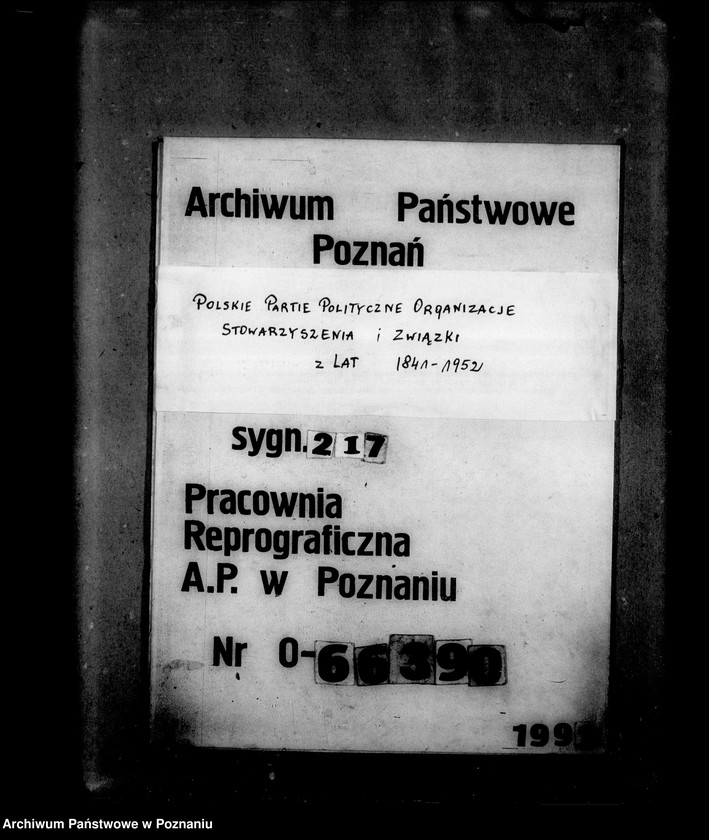 Archiwum Państwowe
Poznań
Polskie Partie Polityczne Organizacje
Stowarzyszenia i Związki
z lat 1841-1952
sygn. 217
Pracownia
Reprograficzna
A.P. w Poznaniu
Nr O-66390
Archiwum Państwowe w Poznaniu